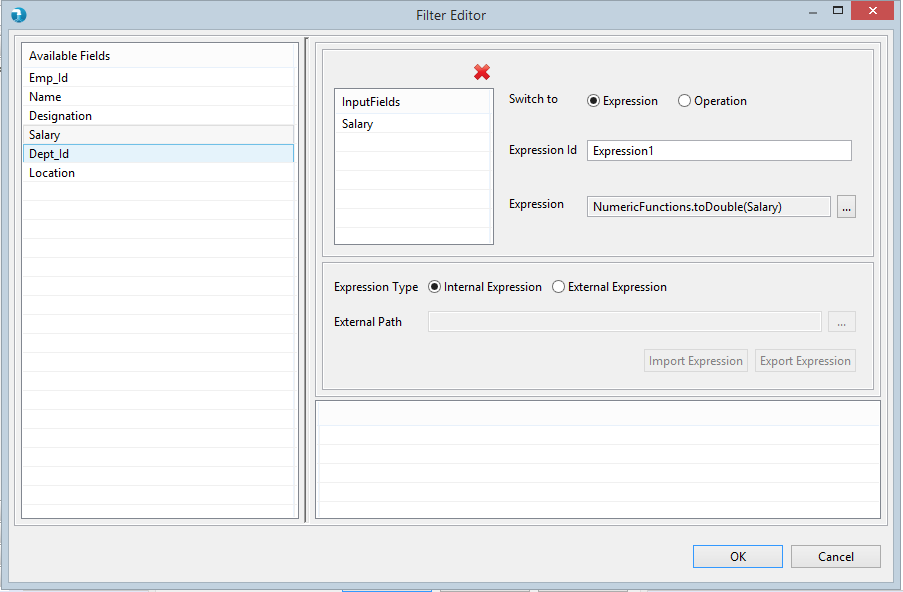 Filter Editor
Available Fields
Emp_Id
Name
Designation
Salary
Dept_Id
Location
InputFields
Salary
Switch to Expression Operation
Expression Id Expression1
Expression NumericFunctions.toDouble(Salary) ...
Expression Type Internal Expression External Expression
External Path ...
Import Expression Export Expression
OK Cancel